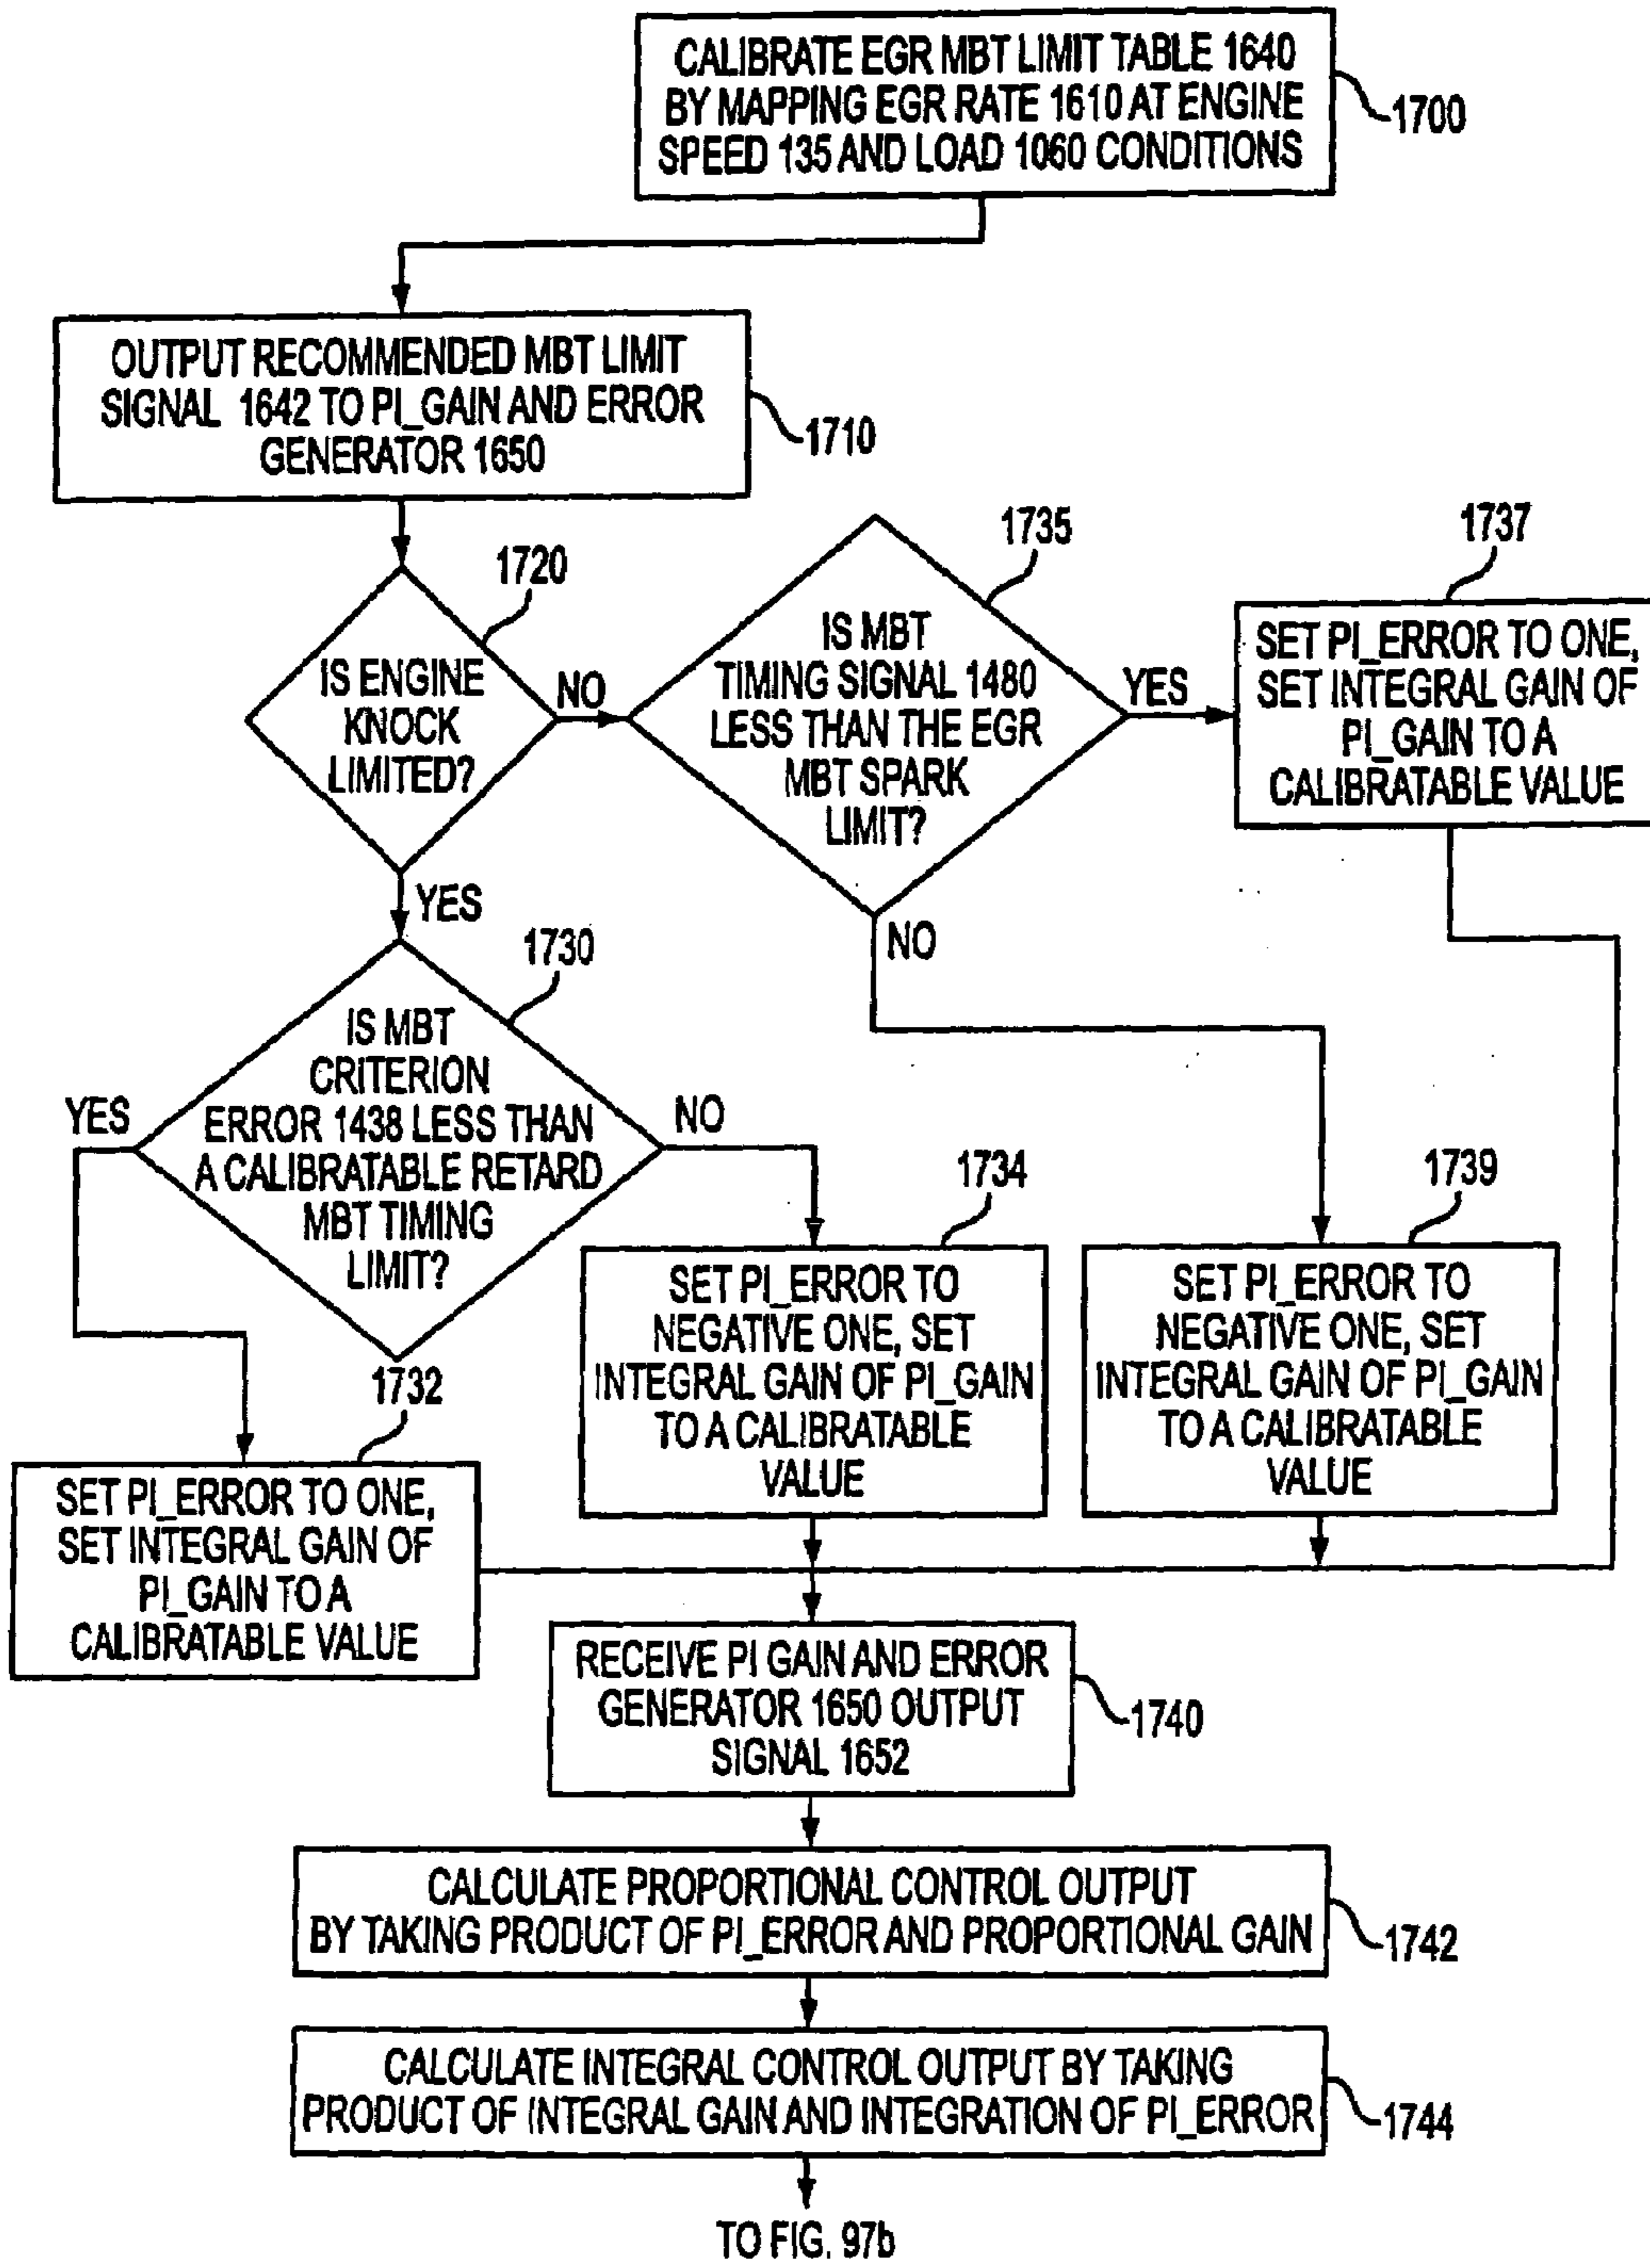 CALIBRATE EGR MBT LIMIT TABLE 1640
BY MAPPING EGR RATE 1610 AT ENGINE
SPEED 135 AND LOAD 1060 CONDITIONS
1700
OUTPUT RECOMMENDED MBT LIMIT
SIGNAL 1642 TO PI_GAIN AND ERROR
GENERATOR 1650
1710
1720
IS ENGINE
KNOCK
LIMITED?
NO
YES
1735
IS MBT
TIMING SIGNAL 1480
LESS THAN THE EGR
MBT SPARK
LIMIT?
YES
NO
1737
SET PI_ERROR TO ONE,
SET INTEGRAL GAIN OF
PI_GAIN TO A
CALIBRATABLE VALUE
1730
IS MBT
CRITERION
ERROR 1438 LESS THAN
A CALIBRATABLE RETARD
MBT TIMING
LIMIT?
YES
NO
1734
SET PI_ERROR TO
NEGATIVE ONE, SET
INTEGRAL GAIN OF PI_GAIN
TO A CALIBRATABLE
VALUE
1739
SET PI_ERROR TO
NEGATIVE ONE, SET
INTEGRAL GAIN OF PI_GAIN
TO A CALIBRATABLE
VALUE
1732
SET PI_ERROR TO ONE,
SET INTEGRAL GAIN OF
PI_GAIN TO A
CALIBRATABLE VALUE
RECEIVE PI GAIN AND ERROR
GENERATOR 1650 OUTPUT
SIGNAL 1652
1740
CALCULATE PROPORTIONAL CONTROL OUTPUT
BY TAKING PRODUCT OF PI_ERROR AND PROPORTIONAL GAIN
1742
CALCULATE INTEGRAL CONTROL OUTPUT BY TAKING
PRODUCT OF INTEGRAL GAIN AND INTEGRATION OF PI_ERROR
1744
TO FIG. 97b